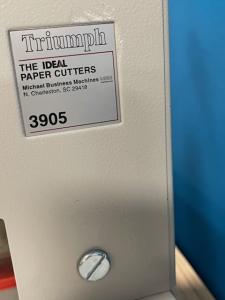 Triumph
THE IDEAL
PAPER CUTTERS
Michael Business Machines
N. Charleston, SC 29418
3905